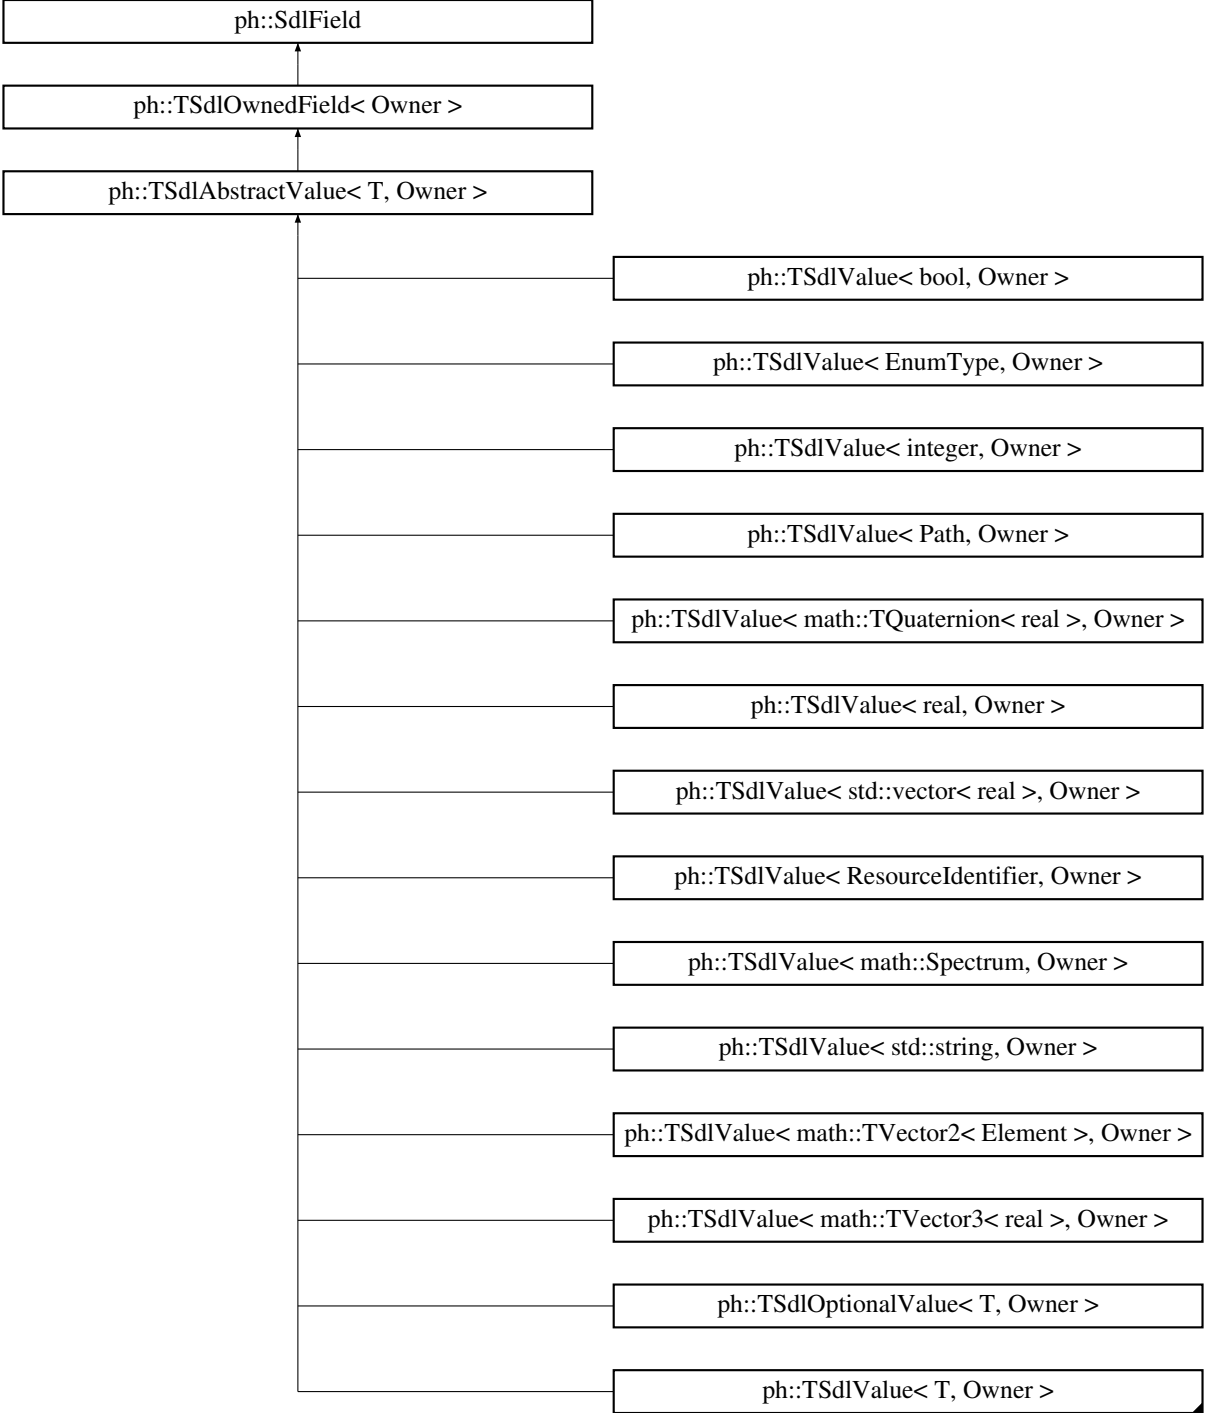 ph::SdlField
ph::TSdlOwnedField< Owner >
ph::TSdlAbstractValue< T, Owner >
ph::TSdlValue< bool, Owner >
ph::TSdlValue< EnumType, Owner >
ph::TSdlValue< integer, Owner >
ph::TSdlValue< Path, Owner >
ph::TSdlValue< math::TQuaternion< real >, Owner >
ph::TSdlValue< real, Owner >
ph::TSdlValue< std::vector< real >, Owner >
ph::TSdlValue< ResourceIdentifier, Owner >
ph::TSdlValue< math::Spectrum, Owner >
ph::TSdlValue< std::string, Owner >
ph::TSdlValue< math::TVector2< Element >, Owner >
ph::TSdlValue< math::TVector3< real >, Owner >
ph::TSdlOptionalValue< T, Owner >
ph::TSdlValue< T, Owner >